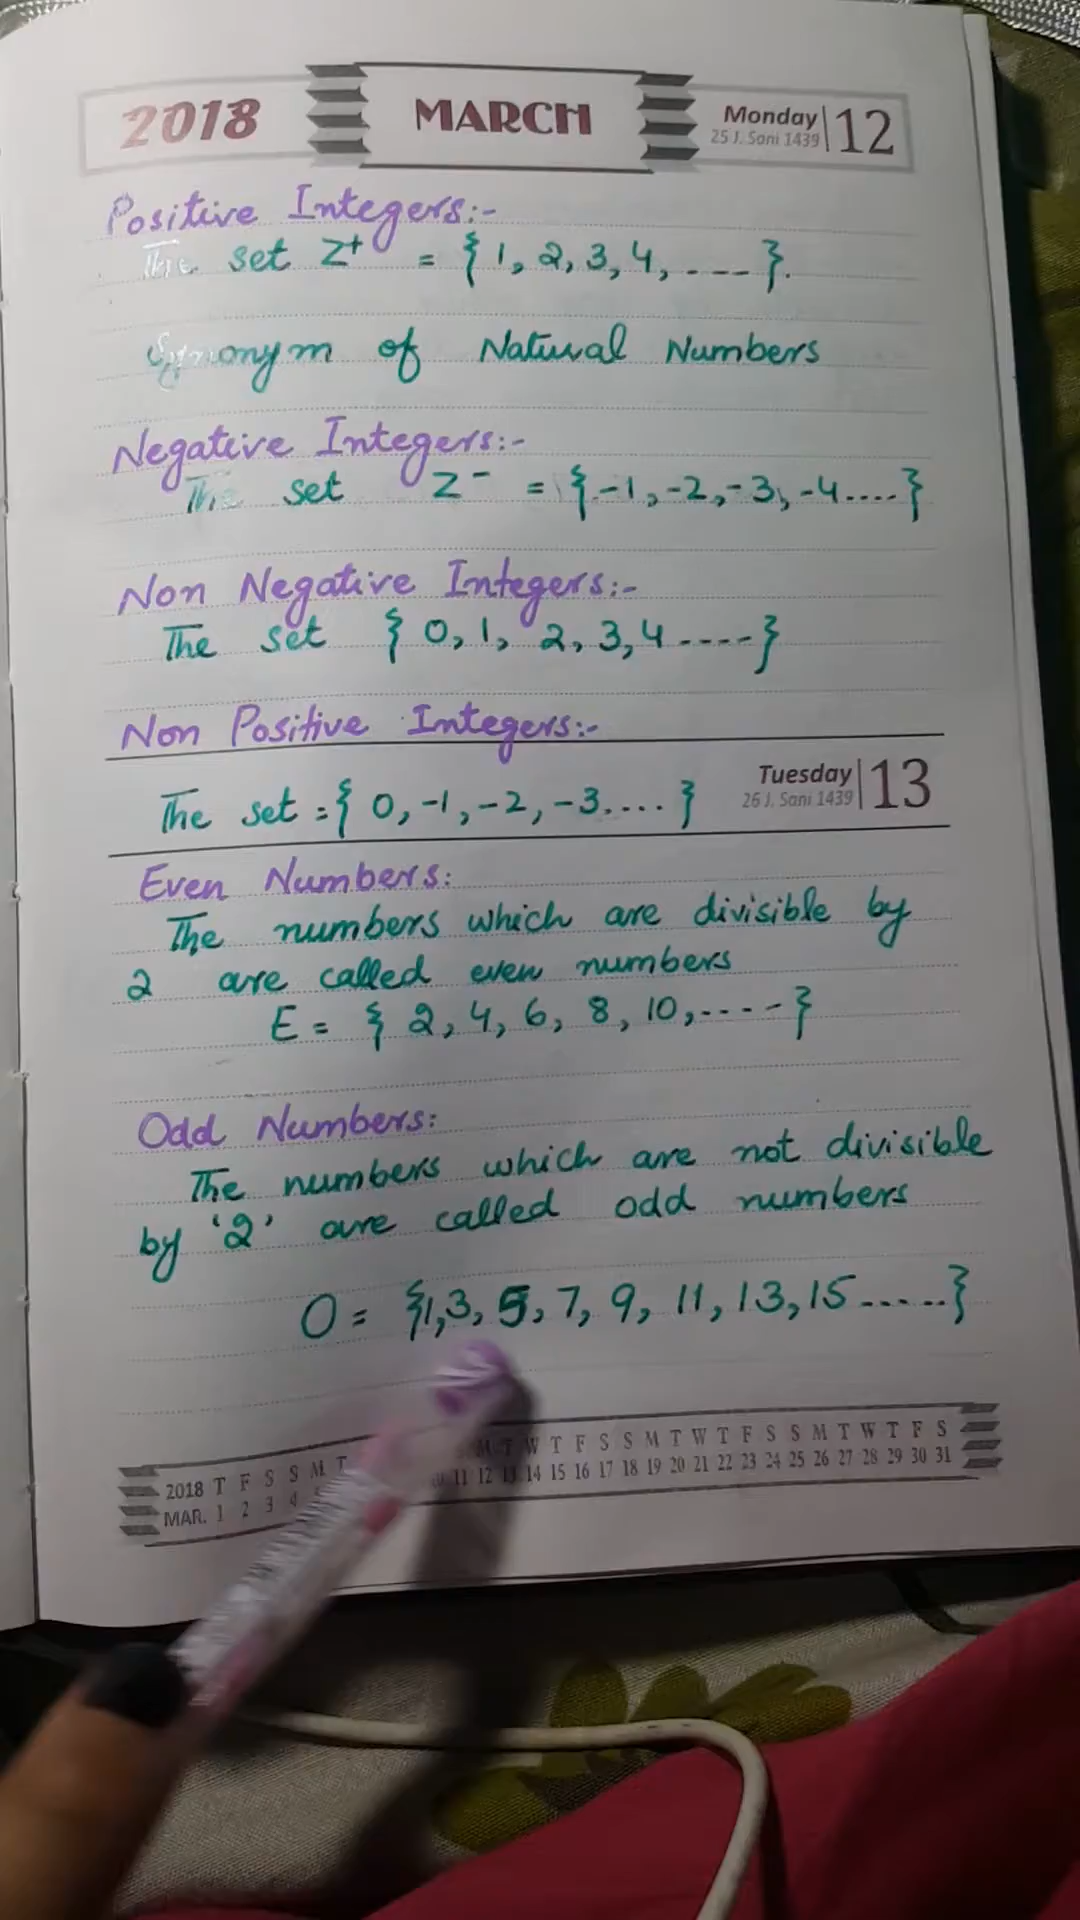 2018 MARCH Monday 12
25 J. Sani 1439
Positive Integers:-
The set Z+ = { 1, 2, 3, 4, ---- }.
Synonym of Natural Numbers
Negative Integers:-
The set Z- = { -1, -2, -3, -4.... }
Non Negative Integers:-
The set { 0, 1, 2, 3, 4 ---- }
Non Positive Integers:-
Tuesday 13
26 J. Sani 1439
The set = { 0, -1, -2, -3.... }
Even Numbers:
The numbers which are divisible by
2 are called even numbers
E = { 2, 4, 6, 8, 10, ---- }
Odd Numbers:
The numbers which are not divisible
by '2' are called odd numbers
O = {1, 3, 5, 7, 9, 11, 13, 15 ..... }
2018 T F S S M T M T W T F S S M T W T F S S M T W T F S
MAR. 1 2 3 4 11 12 13 14 15 16 17 18 19 20 21 22 23 24 25 26 27 28 29 30 31